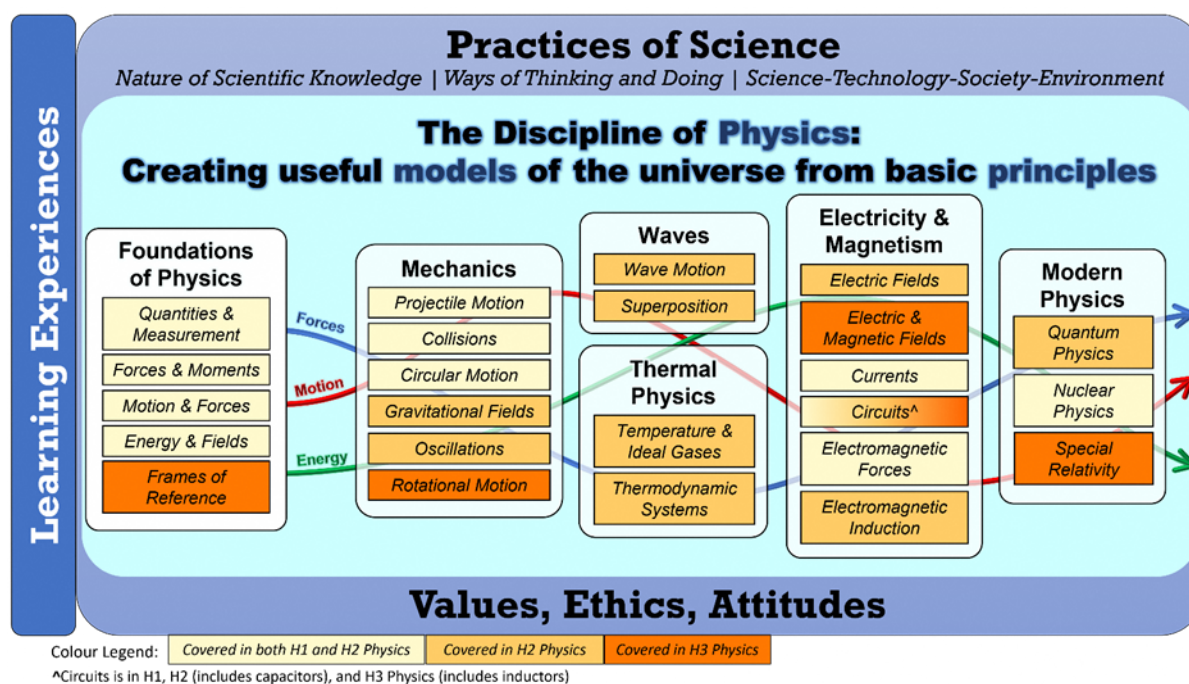 Learning Experiences
Practices of Science
Nature of Scientific Knowledge | Ways of Thinking and Doing | Science-Technology-Society-Environment
The Discipline of Physics:
Creating useful models of the universe from basic principles
Foundations
of Physics
Quantities &
Measurement
Forces & Moments
Motion & Forces
Energy & Fields
Frames of
Reference
Forces
Motion
Energy
Mechanics
Projectile Motion
Collisions
Circular Motion
Gravitational Fields
Oscillations
Rotational Motion
Waves
Wave Motion
Superposition
Thermal
Physics
Temperature &
Ideal Gases
Thermodynamic
Systems
Electricity &
Magnetism
Electric Fields
Electric &
Magnetic Fields
Currents
Circuits^
Electromagnetic
Forces
Electromagnetic
Induction
Modern
Physics
Quantum
Physics
Nuclear
Physics
Special
Relativity
Values, Ethics, Attitudes
Colour Legend: Covered in both H1 and H2 Physics Covered in H2 Physics Covered in H3 Physics
^Circuits is in H1, H2 (includes capacitors), and H3 Physics (includes inductors)